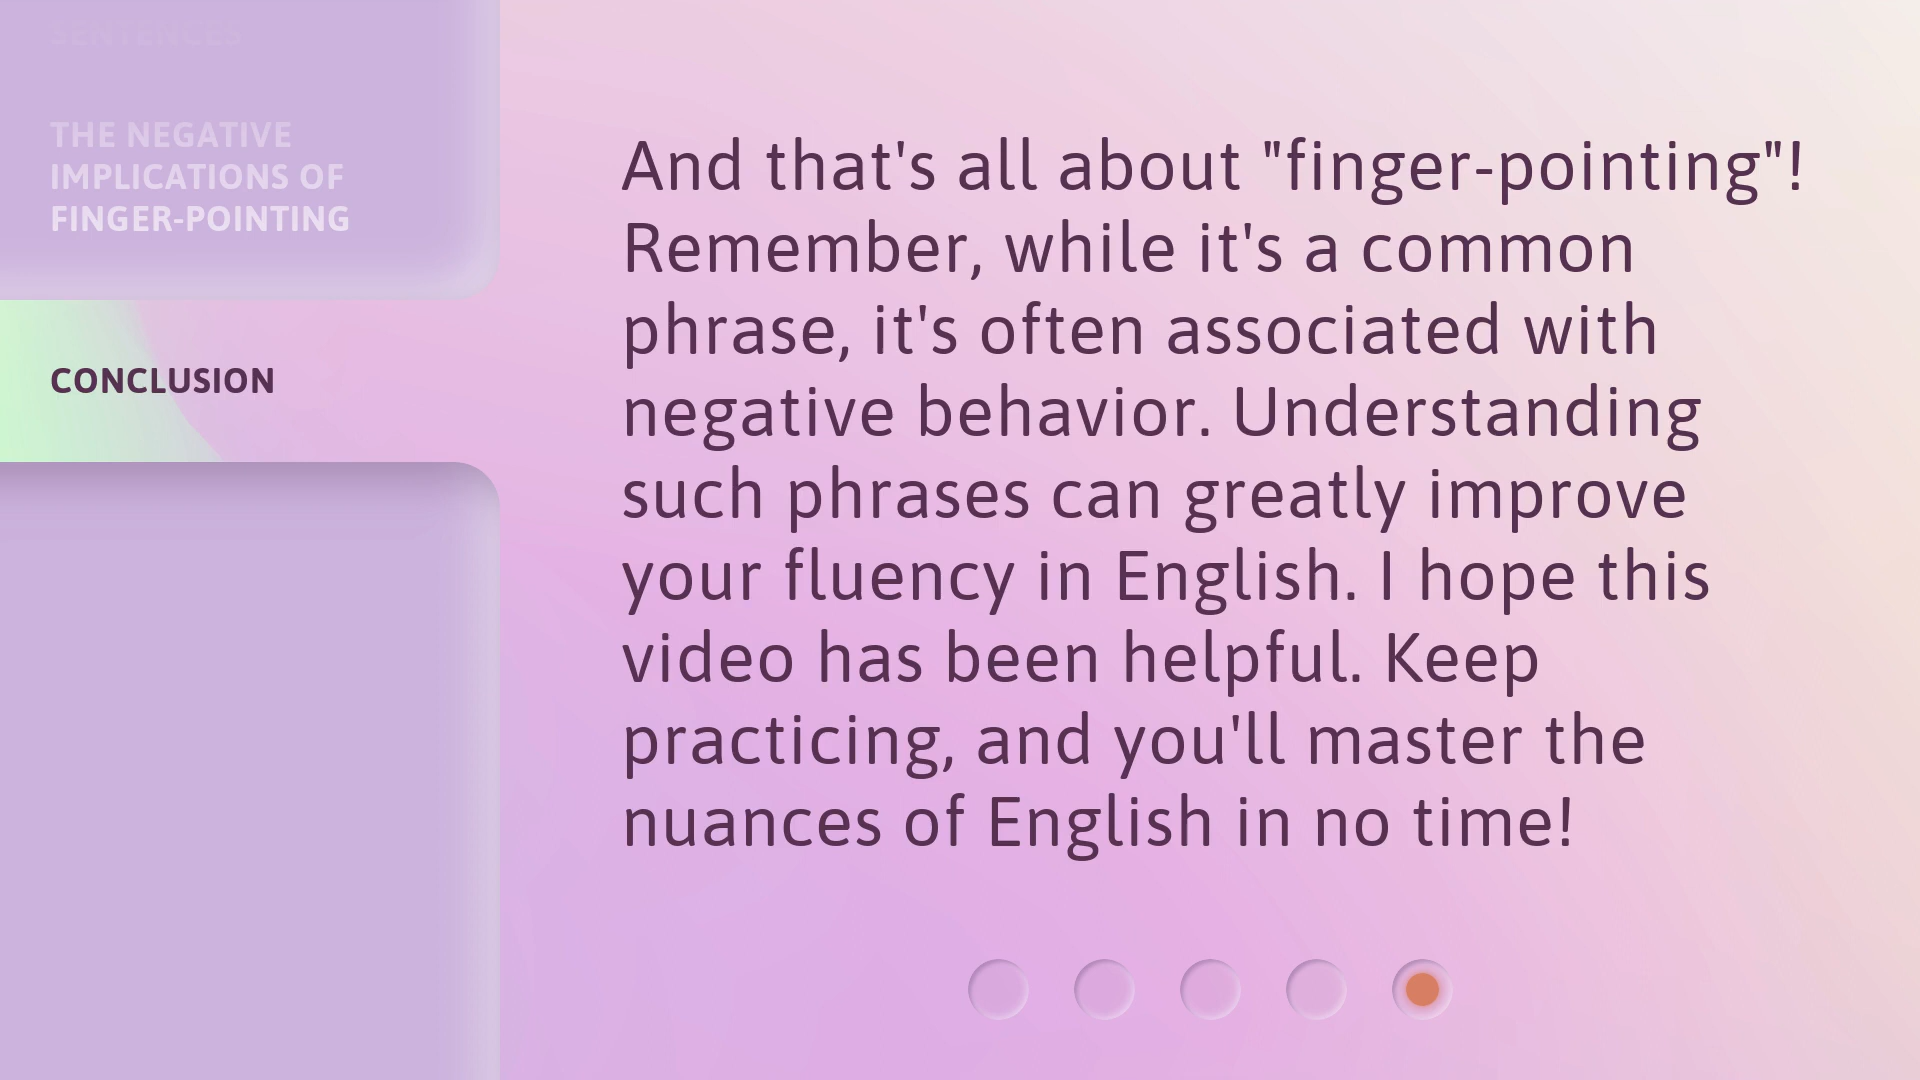 SENTENCES
THE NEGATIVE
IMPLICATIONS OF
FINGER-POINTING
CONCLUSION
And that's all about "finger-pointing"!
Remember, while it's a common
phrase, it's often associated with
negative behavior. Understanding
such phrases can greatly improve
your fluency in English. I hope this
video has been helpful. Keep
practicing, and you'll master the
nuances of English in no time!